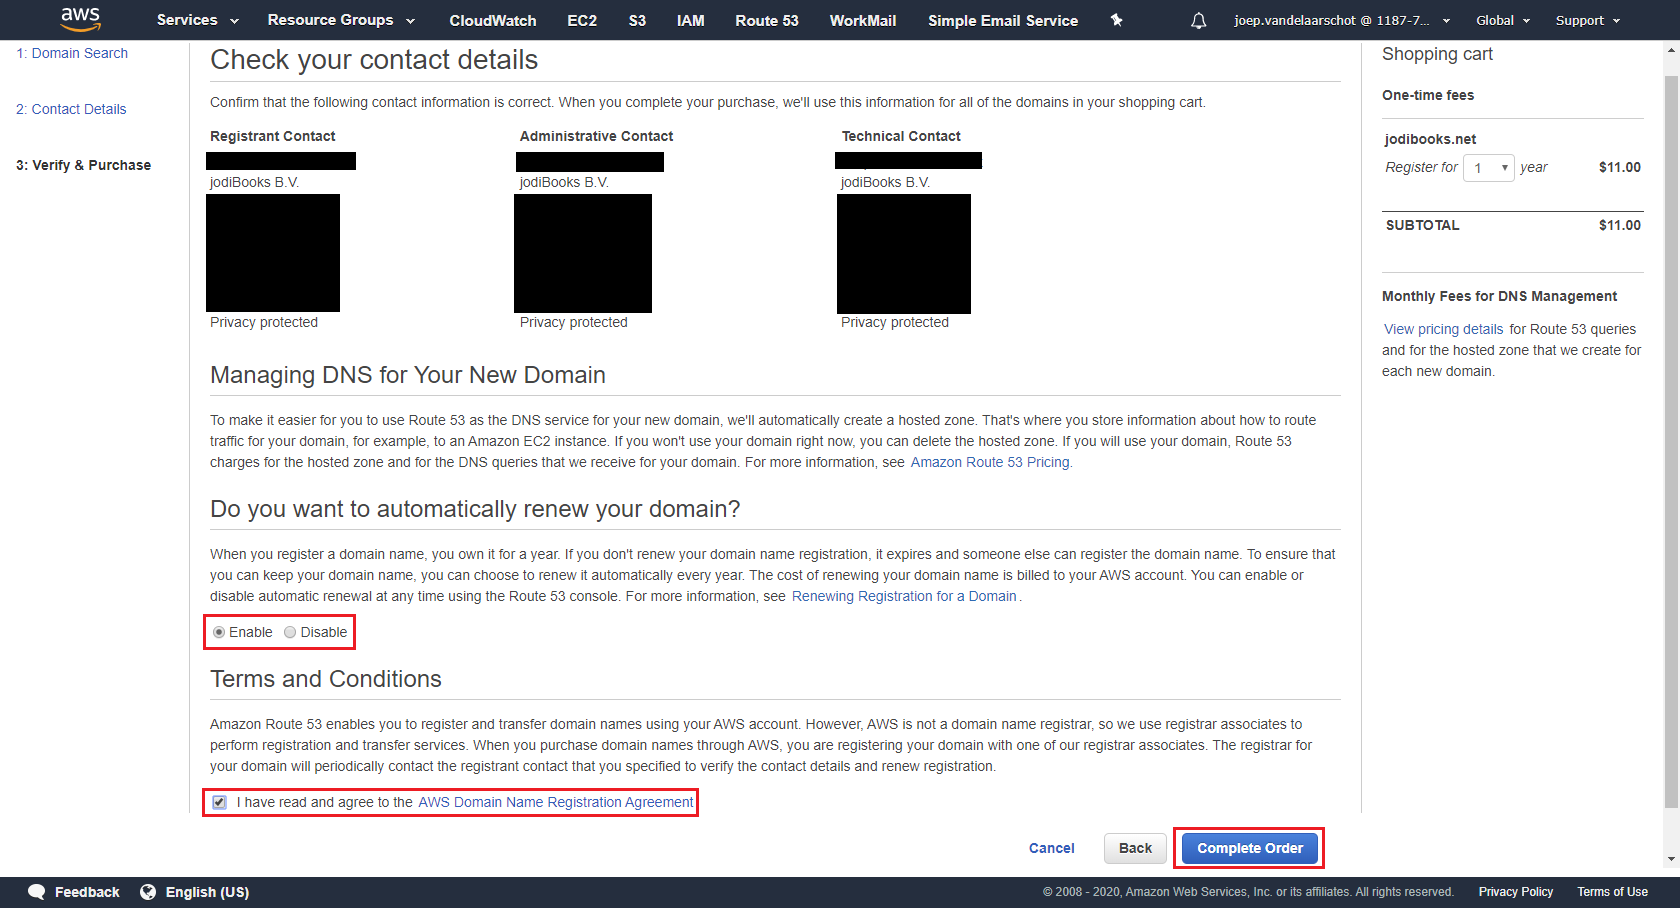 aws Services Resource Groups CloudWatch EC2 S3 IAM Route 53 WorkMail Simple Email Service joep.vandelaarschot @ 1187-7... Global Support
1: Domain Search
2: Contact Details
3: Verify & Purchase
Check your contact details
Confirm that the following contact information is correct. When you complete your purchase, we'll use this information for all of the domains in your shopping cart.
Registrant Contact Administrative Contact Technical Contact
jodiBooks B.V. jodiBooks B.V. jodiBooks B.V.
Privacy protected Privacy protected Privacy protected
Managing DNS for Your New Domain
To make it easier for you to use Route 53 as the DNS service for your new domain, we'll automatically create a hosted zone. That's where you store information about how to route
traffic for your domain, for example, to an Amazon EC2 instance. If you won't use your domain right now, you can delete the hosted zone. If you will use your domain, Route 53
charges for the hosted zone and for the DNS queries that we receive for your domain. For more information, see Amazon Route 53 Pricing.
Do you want to automatically renew your domain?
When you register a domain name, you own it for a year. If you don't renew your domain name registration, it expires and someone else can register the domain name. To ensure that
you can keep your domain name, you can choose to renew it automatically every year. The cost of renewing your domain name is billed to your AWS account. You can enable or
disable automatic renewal at any time using the Route 53 console. For more information, see Renewing Registration for a Domain.
Enable Disable
Terms and Conditions
Amazon Route 53 enables you to register and transfer domain names using your AWS account. However, AWS is not a domain name registrar, so we use registrar associates to
perform registration and transfer services. When you purchase domain names through AWS, you are registering your domain with one of our registrar associates. The registrar for
your domain will periodically contact the registrant contact that you specified to verify the contact details and renew registration.
I have read and agree to the AWS Domain Name Registration Agreement
Cancel Back Complete Order
Shopping cart
One-time fees
jodibooks.net
Register for 1 year $11.00
SUBTOTAL $11.00
Monthly Fees for DNS Management
View pricing details for Route 53 queries
and for the hosted zone that we create for
each new domain.
Feedback English (US) © 2008 - 2020, Amazon Web Services, Inc. or its affiliates. All rights reserved. Privacy Policy Terms of Use